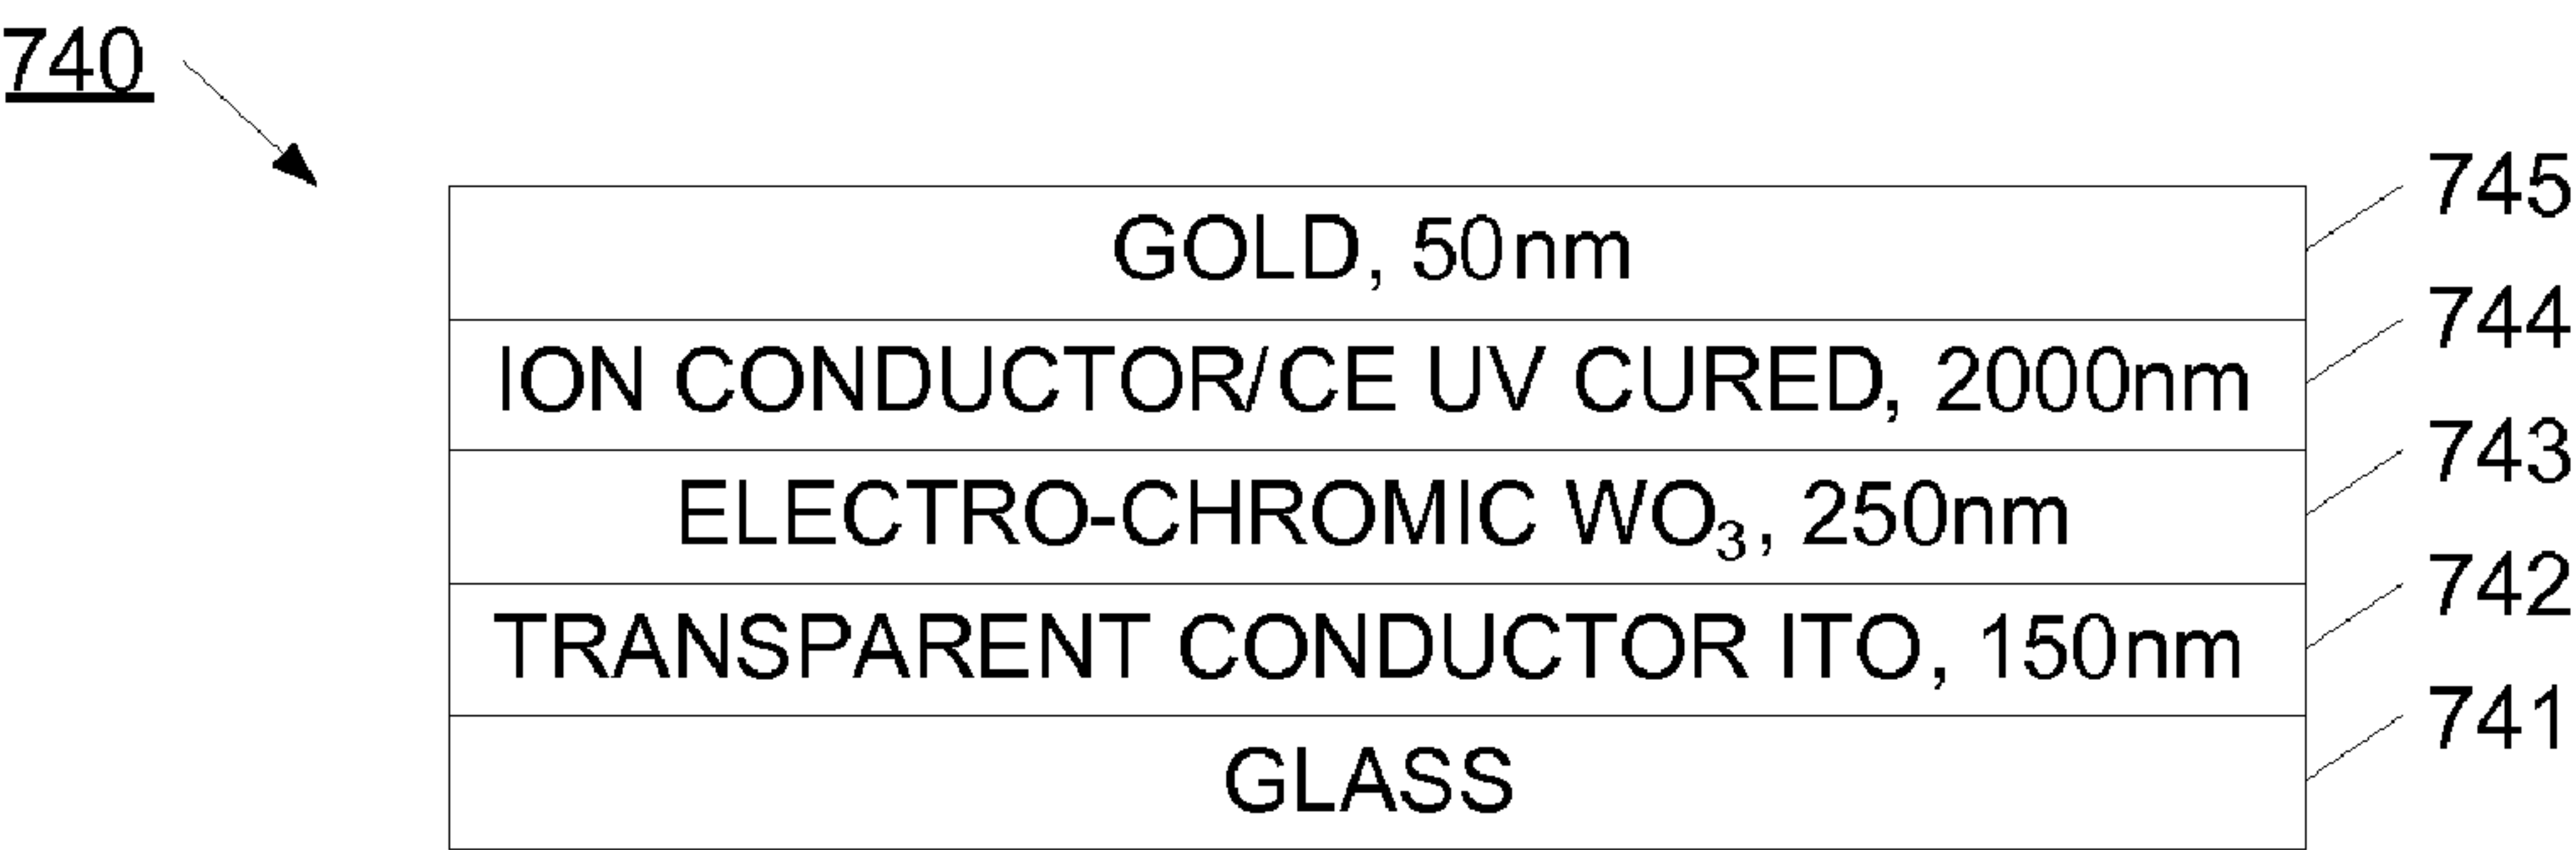 740
GOLD, 50nm 745
ION CONDUCTOR/CE UV CURED, 2000nm 744
ELECTRO-CHROMIC WO₃, 250nm 743
TRANSPARENT CONDUCTOR ITO, 150nm 742
GLASS 741